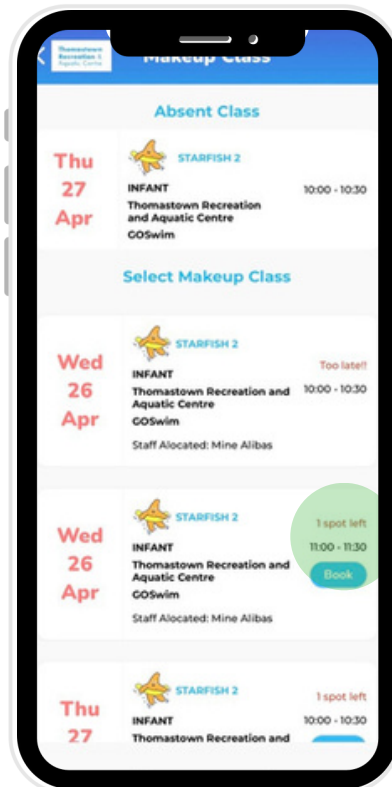 Thomastown
Recreation &
Aquatic Centre
Makeup Class
Absent Class
Thu
27
Apr
STARFISH 2
INFANT
Thomastown Recreation
and Aquatic Centre
GOSwim
10:00 - 10:30
Select Makeup Class
Wed
26
Apr
STARFISH 2
INFANT
Thomastown Recreation and
Aquatic Centre
GOSwim
Staff Alocated: Mine Alibas
Too late!!
10:00 - 10:30
Wed
26
Apr
STARFISH 2
INFANT
Thomastown Recreation and
Aquatic Centre
GOSwim
Staff Alocated: Mine Alibas
1 spot left
11:00 - 11:30
Book
Thu
27
STARFISH 2
INFANT
Thomastown Recreation and
1 spot left
10:00 - 10:30